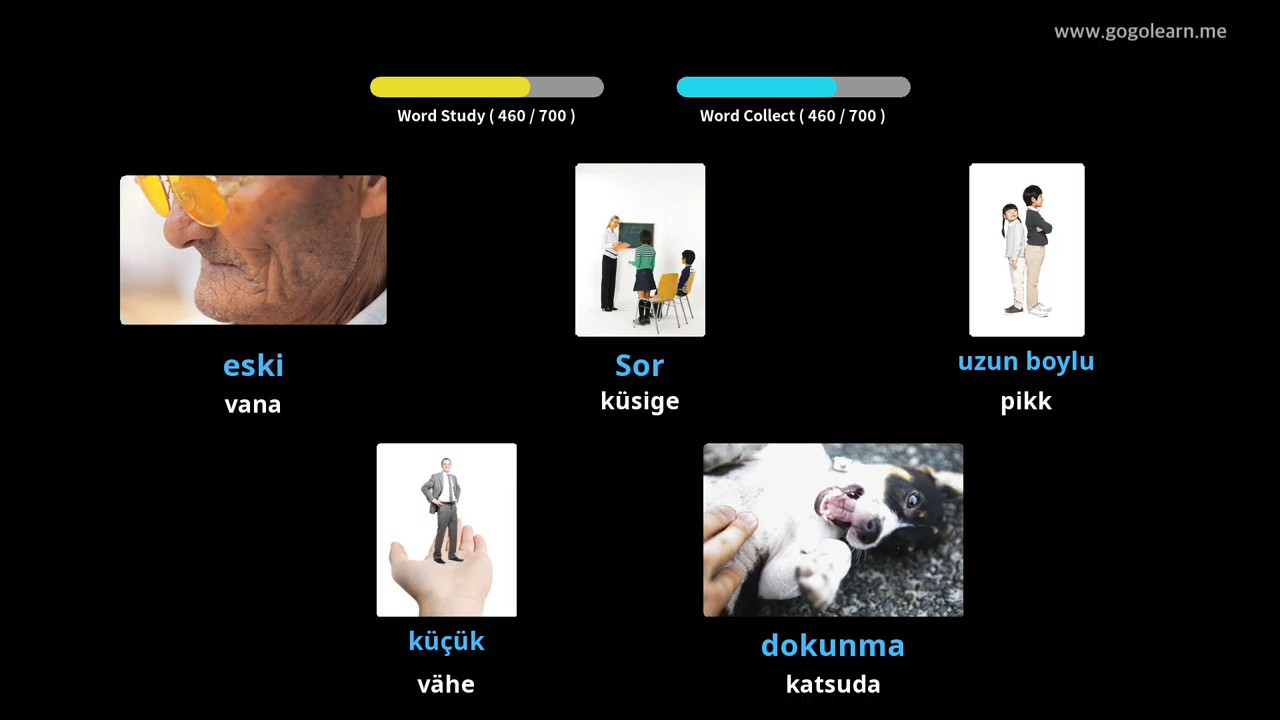 www.gogolearn.me
Word Study ( 460 / 700 )
Word Collect ( 460 / 700 )
eski
vana
Sor
küsige
uzun boylu
pikk
küçük
vähe
dokunma
katsuda